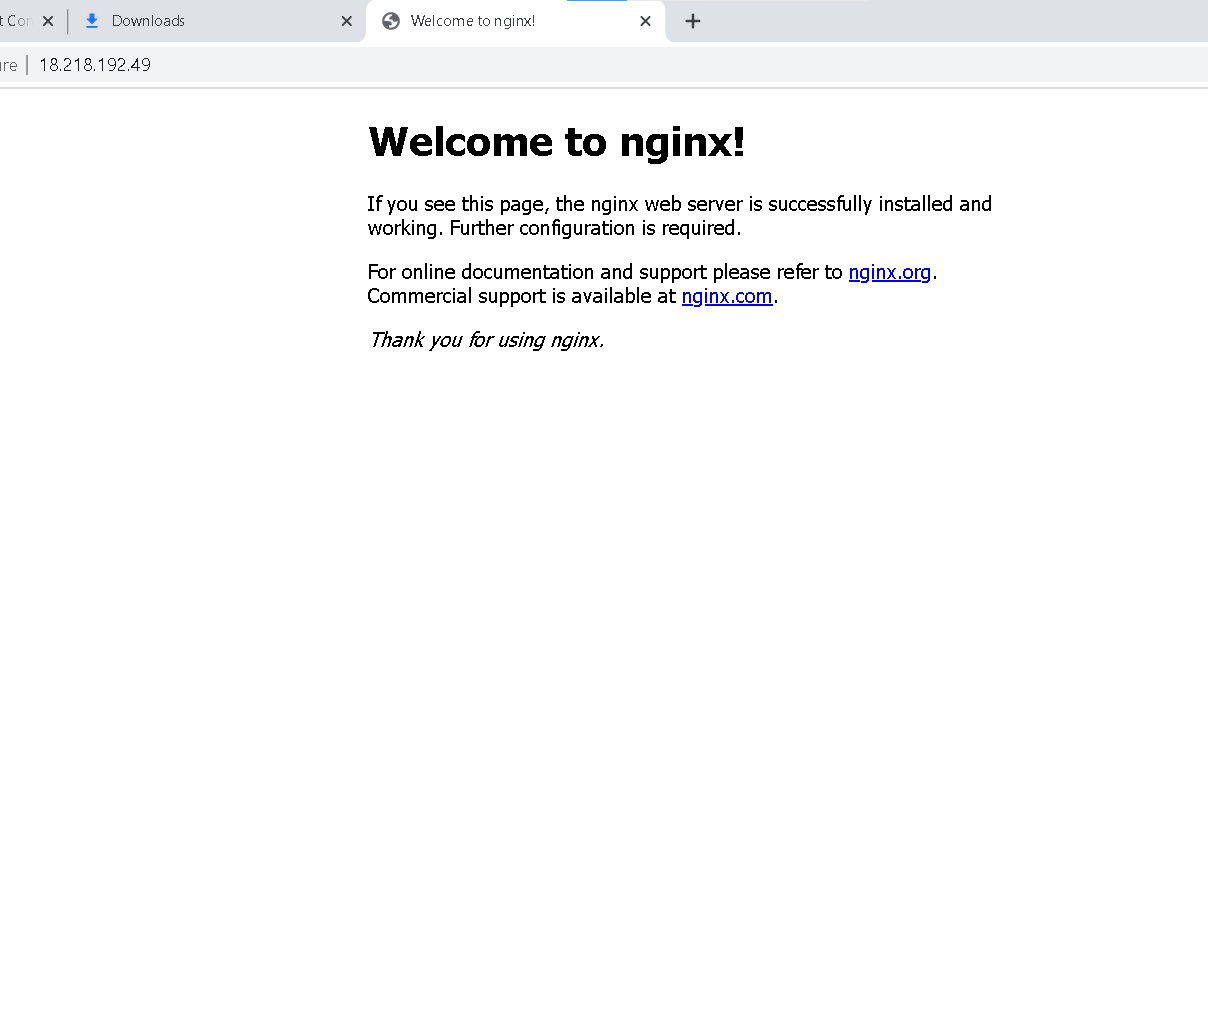 Downloads
Welcome to nginx!
18.218.192.49
Welcome to nginx!
If you see this page, the nginx web server is successfully installed and
working. Further configuration is required.
For online documentation and support please refer to nginx.org.
Commercial support is available at nginx.com.
Thank you for using nginx.